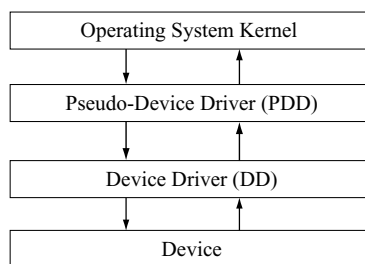 Operating System Kernel
Pseudo-Device Driver (PDD)
Device Driver (DD)
Device